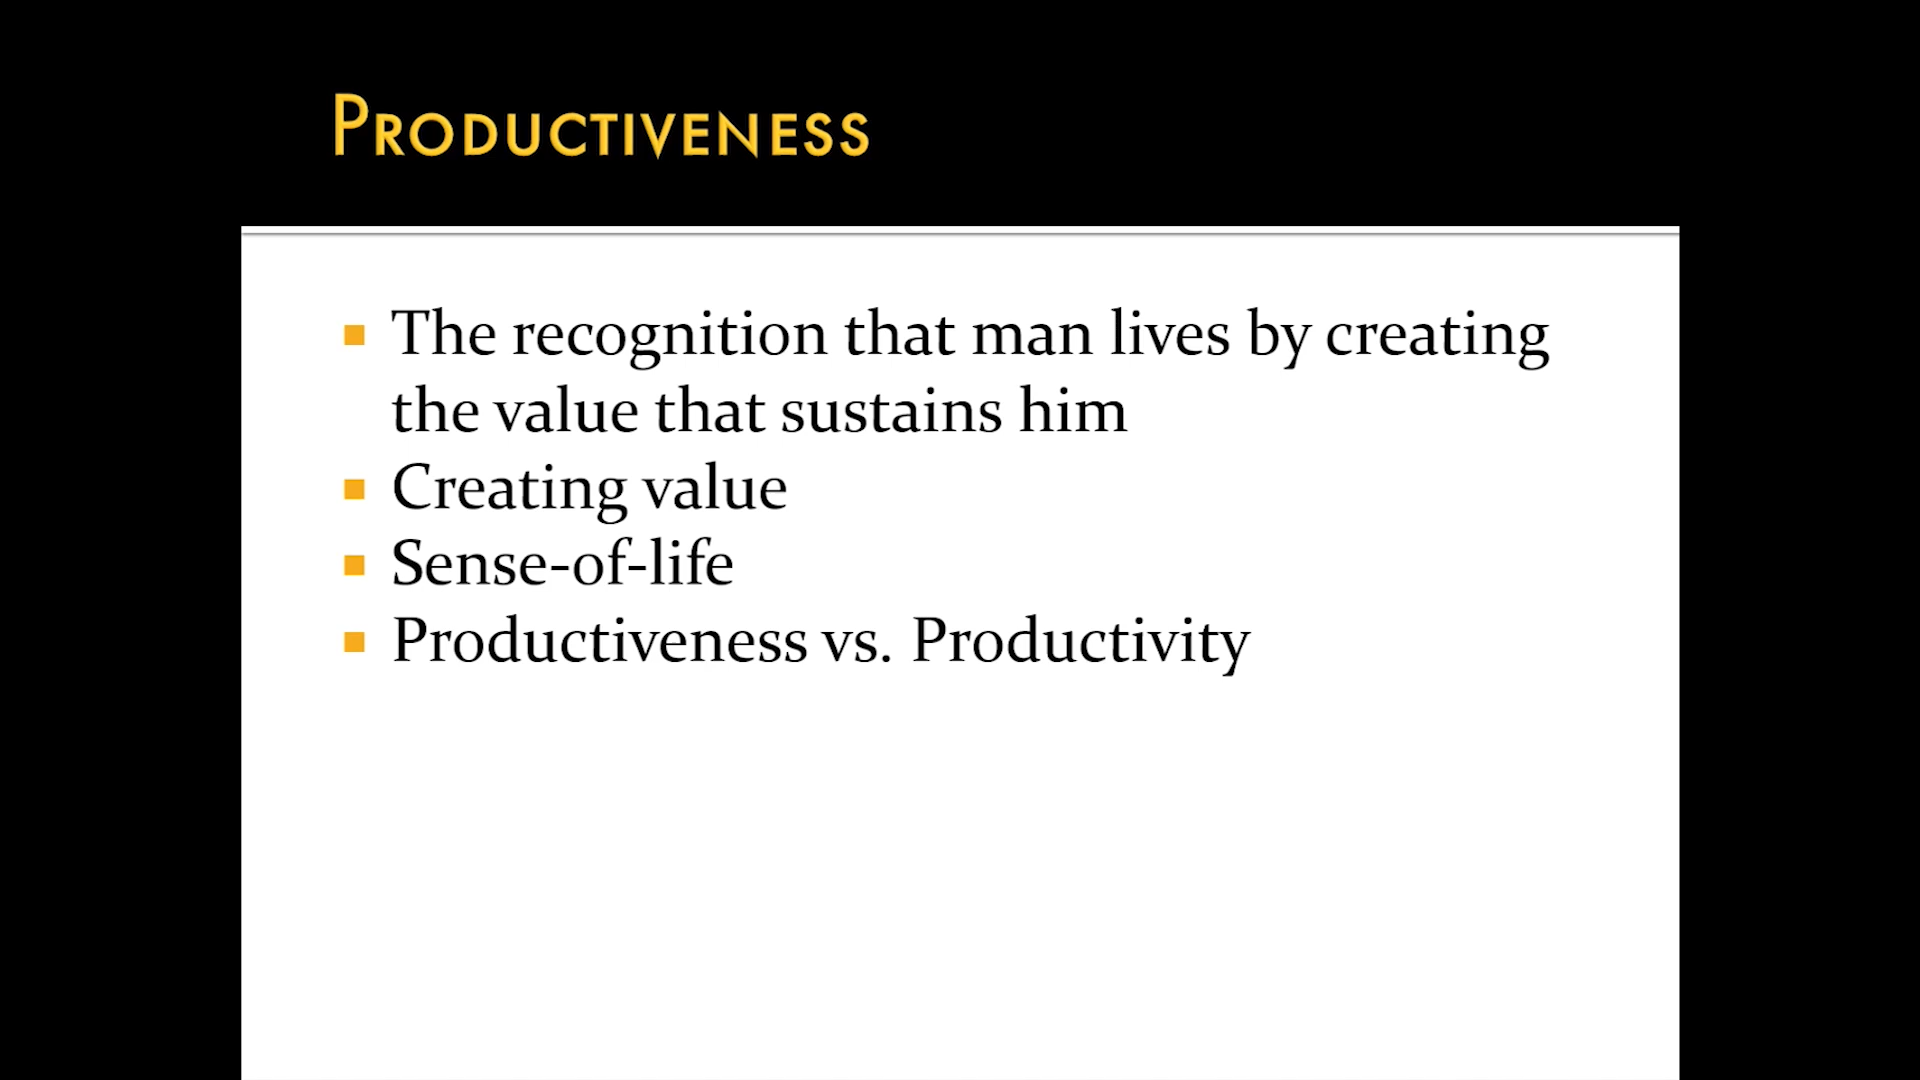 Productiveness
The recognition that man lives by creating
the value that sustains him
Creating value
Sense-of-life
Productiveness vs. Productivity